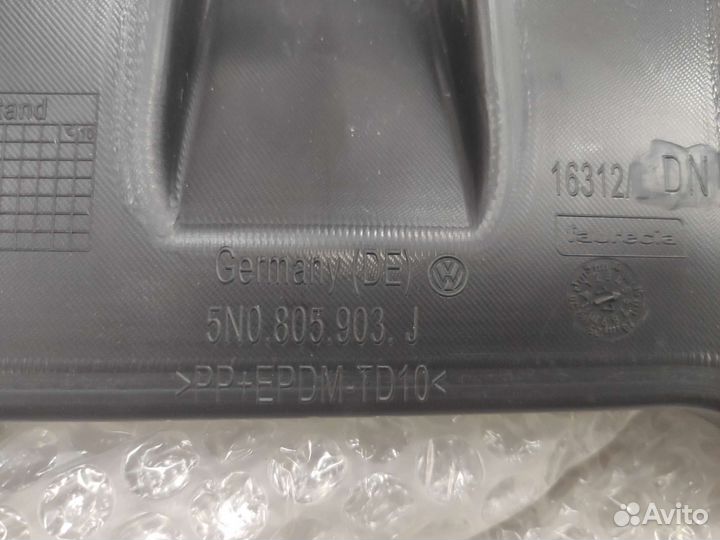 tand
16312/ DN
faurecia
Germany (DE)
5N0.805.903. J
>PP+EPDM-TD10<
Avito